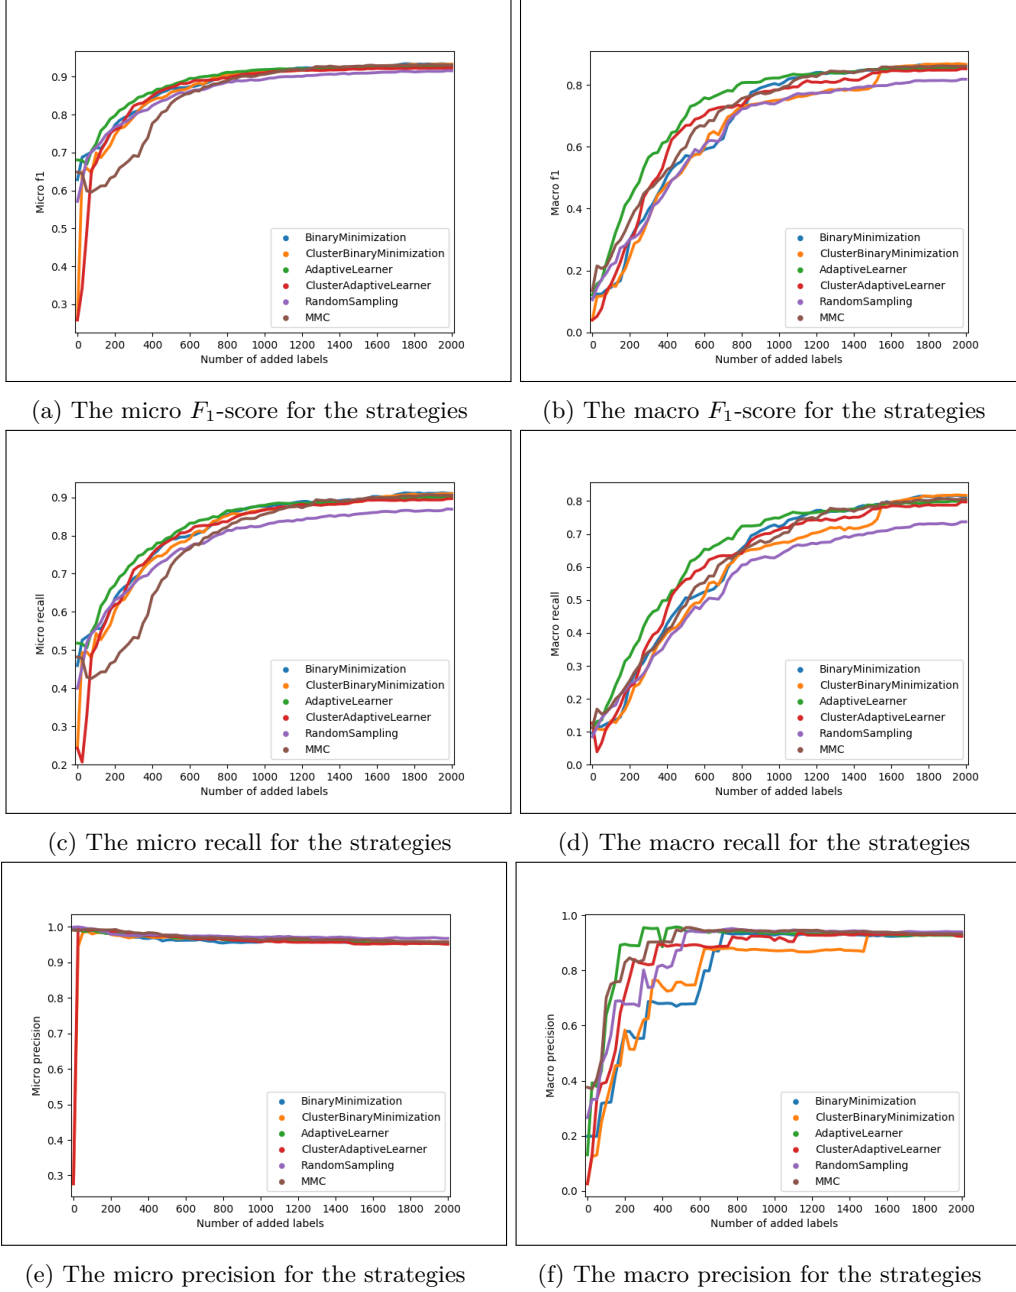 0.9
0.8
0.7
0.6
0.5
0.4
0.3
Micro f1
BinaryMinimization
ClusterBinaryMinimization
AdaptiveLearner
ClusterAdaptiveLearner
RandomSampling
MMC
0 200 400 600 800 1000 1200 1400 1600 1800 2000
Number of added labels
0.8
0.6
0.4
0.2
0.0
Macro f1
BinaryMinimization
ClusterBinaryMinimization
AdaptiveLearner
ClusterAdaptiveLearner
RandomSampling
MMC
0 200 400 600 800 1000 1200 1400 1600 1800 2000
Number of added labels
(a) The micro F₁-score for the strategies
(b) The macro F₁-score for the strategies
0.9
0.8
0.7
0.6
0.5
0.4
0.3
0.2
Micro recall
BinaryMinimization
ClusterBinaryMinimization
AdaptiveLearner
ClusterAdaptiveLearner
RandomSampling
MMC
0 200 400 600 800 1000 1200 1400 1600 1800 2000
Number of added labels
0.8
0.7
0.6
0.5
0.4
0.3
0.2
0.1
0.0
Macro recall
BinaryMinimization
ClusterBinaryMinimization
AdaptiveLearner
ClusterAdaptiveLearner
RandomSampling
MMC
0 200 400 600 800 1000 1200 1400 1600 1800 2000
Number of added labels
(c) The micro recall for the strategies
(d) The macro recall for the strategies
1.0
0.9
0.8
0.7
0.6
0.5
0.4
0.3
Micro precision
BinaryMinimization
ClusterBinaryMinimization
AdaptiveLearner
ClusterAdaptiveLearner
RandomSampling
MMC
0 200 400 600 800 1000 1200 1400 1600 1800 2000
Number of added labels
1.0
0.8
0.6
0.4
0.2
0.0
Macro precision
BinaryMinimization
ClusterBinaryMinimization
AdaptiveLearner
ClusterAdaptiveLearner
RandomSampling
MMC
0 200 400 600 800 1000 1200 1400 1600 1800 2000
Number of added labels
(e) The micro precision for the strategies
(f) The macro precision for the strategies